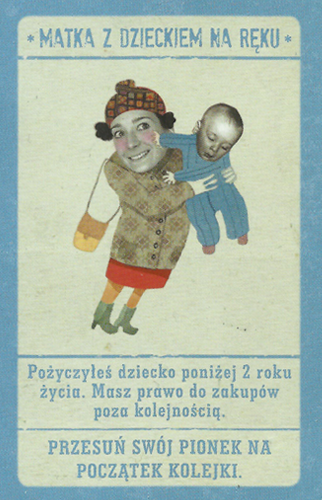 * MATKA Z DZIECKIEM NA RĘKU *
Pożyczyłeś dziecko poniżej 2 roku
życia. Masz prawo do zakupów
poza kolejnością.
PRZESUŃ SWÓJ PIONEK NA
POCZĄTEK KOLEJKI.